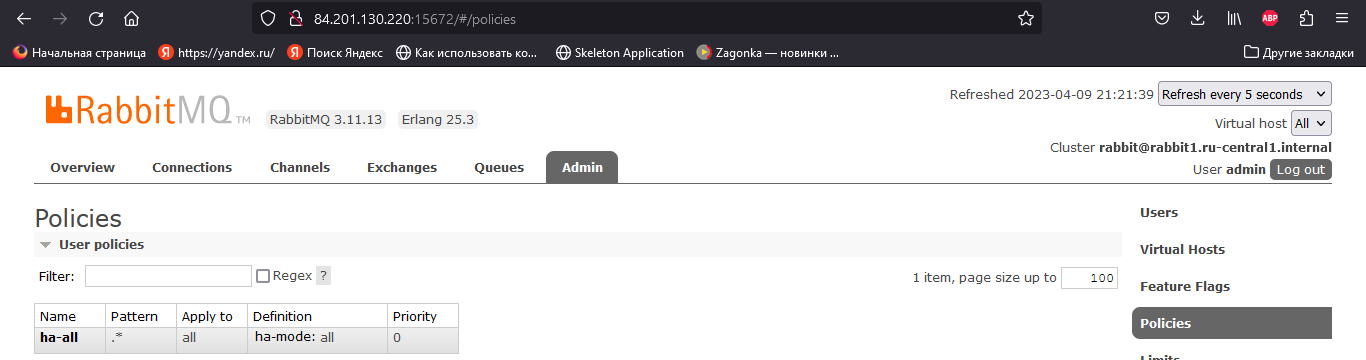 84.201.130.220:15672/#/policies
ABP
Начальная страница https://yandex.ru/ Поиск Яндекс Как использовать ко... Skeleton Application Zagonka — новинки ... Другие закладки
RabbitMQ TM RabbitMQ 3.11.13 Erlang 25.3
Refreshed 2023-04-09 21:21:39 Refresh every 5 seconds
Virtual host All
Cluster rabbit@rabbit1.ru-central1.internal
User admin Log out
Overview Connections Channels Exchanges Queues Admin
Policies
User policies
Filter: Regex ? 1 item, page size up to 100
Name Pattern Apply to Definition Priority
ha-all .* all ha-mode: all 0
Users
Virtual Hosts
Feature Flags
Policies
Limits